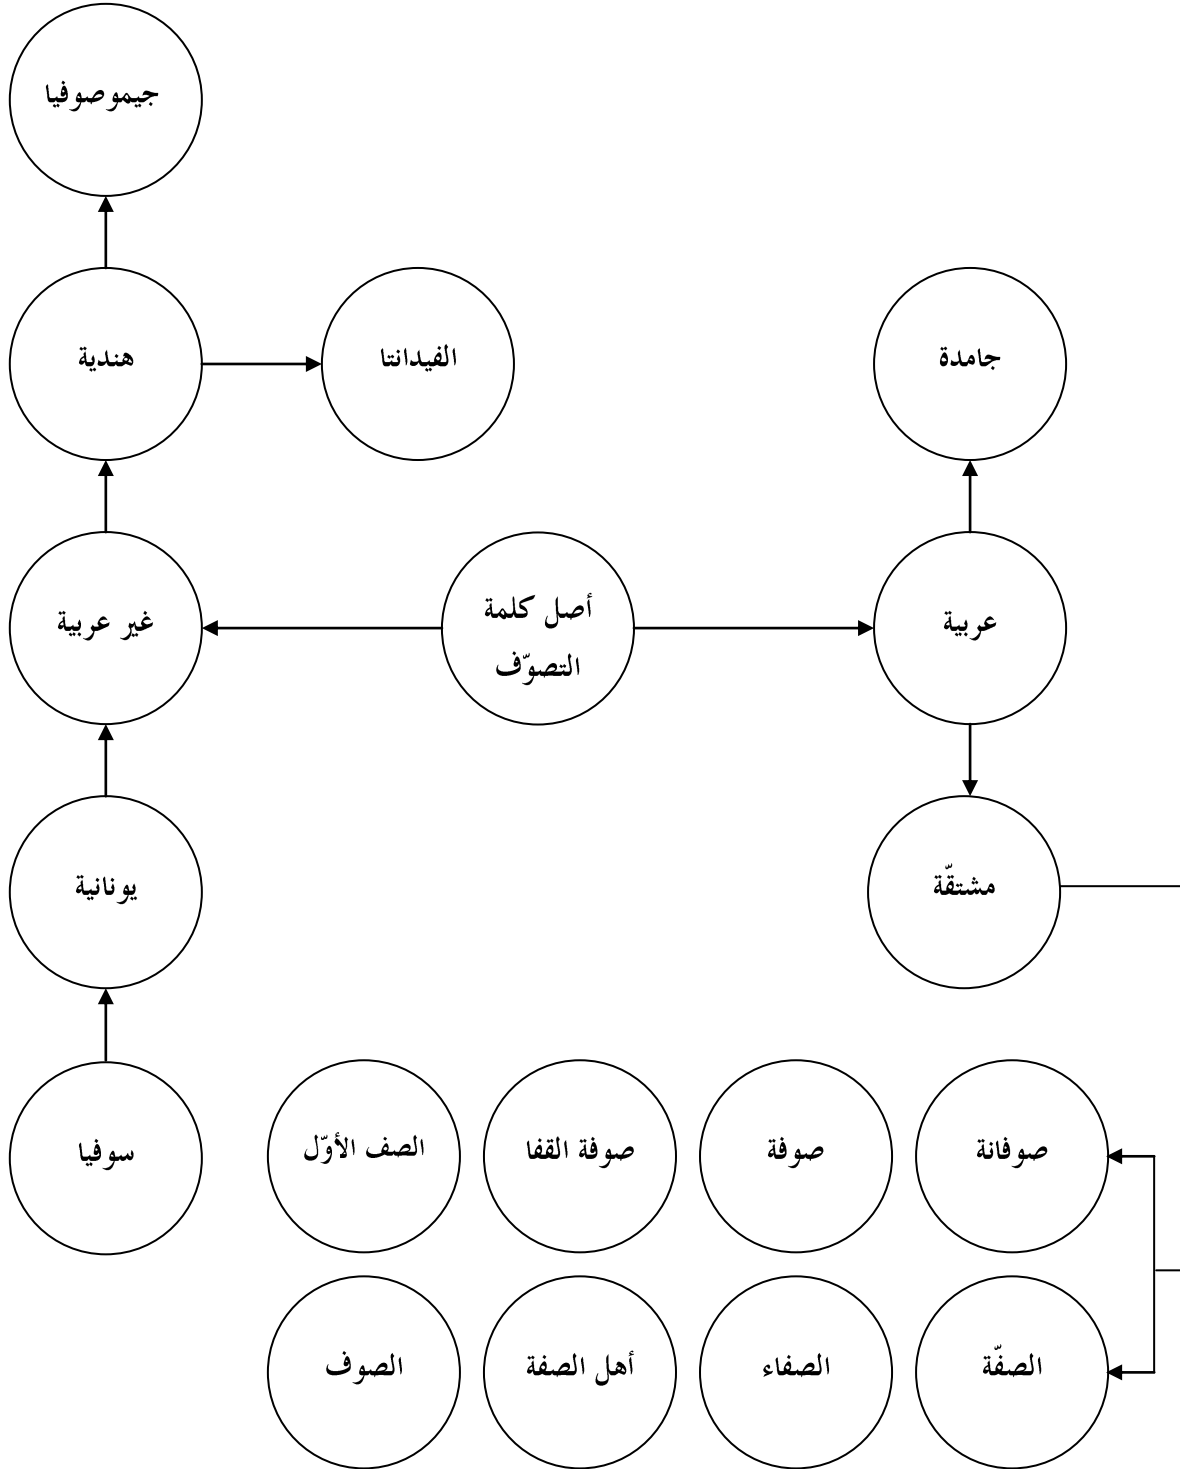 جيموصوفيا
جامدة
الفيدانتا
هندية
عربية
أصل كلمة
التصوّف
غير عربية
مشتقّة
يونانية
صوفانة
صوفة
صوفة القفا
الصف الأوّل
سوفيا
الصفّة
الصفاء
أهل الصفة
الصوف